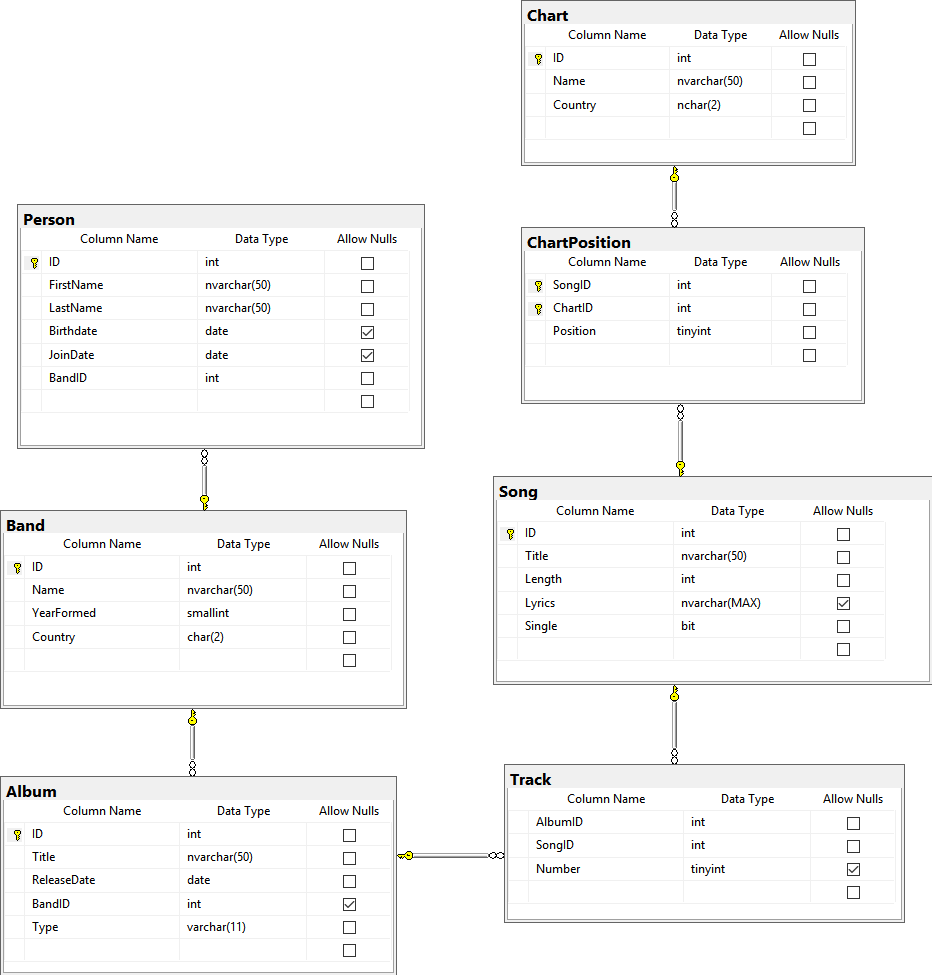 Chart
Column Name Data Type Allow Nulls
ID int
Name nvarchar(50)
Country nchar(2)
Person
Column Name Data Type Allow Nulls
ID int
FirstName nvarchar(50)
LastName nvarchar(50)
Birthdate date
JoinDate date
BandID int
ChartPosition
Column Name Data Type Allow Nulls
SongID int
ChartID int
Position tinyint
Band
Column Name Data Type Allow Nulls
ID int
Name nvarchar(50)
YearFormed smallint
Country char(2)
Song
Column Name Data Type Allow Nulls
ID int
Title nvarchar(50)
Length int
Lyrics nvarchar(MAX)
Single bit
Album
Column Name Data Type Allow Nulls
ID int
Title nvarchar(50)
ReleaseDate date
BandID int
Type varchar(11)
Track
Column Name Data Type Allow Nulls
AlbumID int
SongID int
Number tinyint